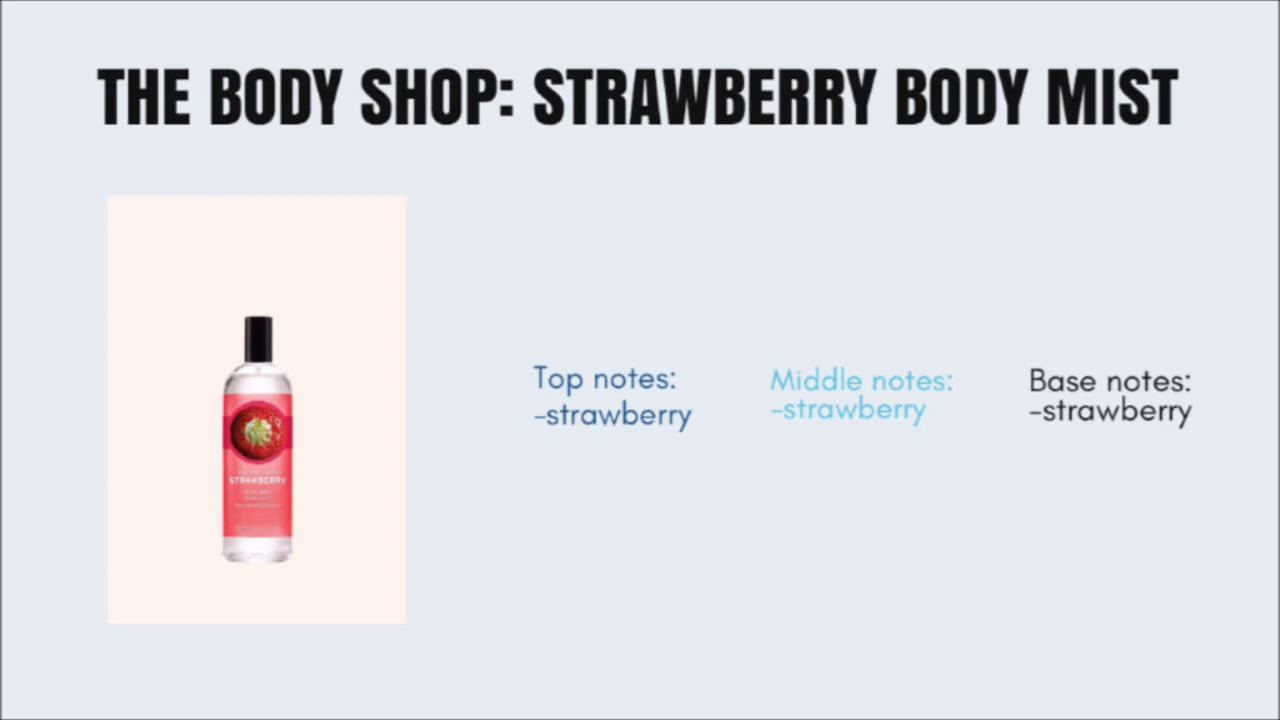 THE BODY SHOP: STRAWBERRY BODY MIST
STRAWBERRY
Top notes:
-strawberry
Middle notes:
-strawberry
Base notes:
-strawberry